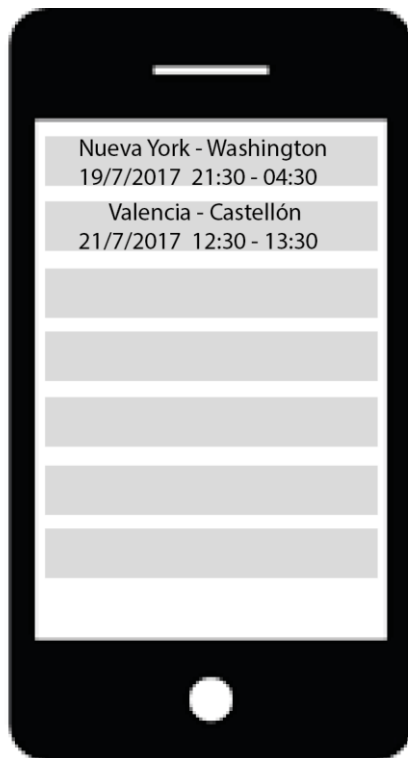 Nueva York - Washington
19/7/2017 21:30 - 04:30
Valencia - Castellón
21/7/2017 12:30 - 13:30